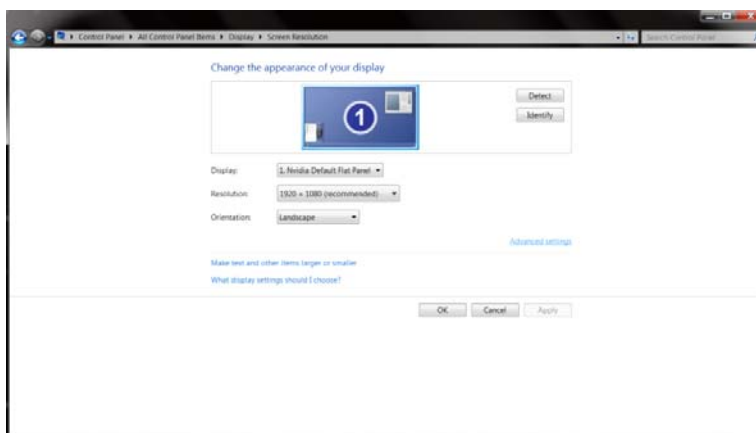 Control Panel ▸ All Control Panel Items ▸ Display ▸ Screen Resolution
Search Control Panel
Change the appearance of your display
1
Detect
Identify
Display:
1. Nvidia Default Flat Panel
Resolution:
1920 × 1080 (recommended)
Orientation:
Landscape
Advanced settings
Make text and other items larger or smaller
What display settings should I choose?
OK
Cancel
Apply